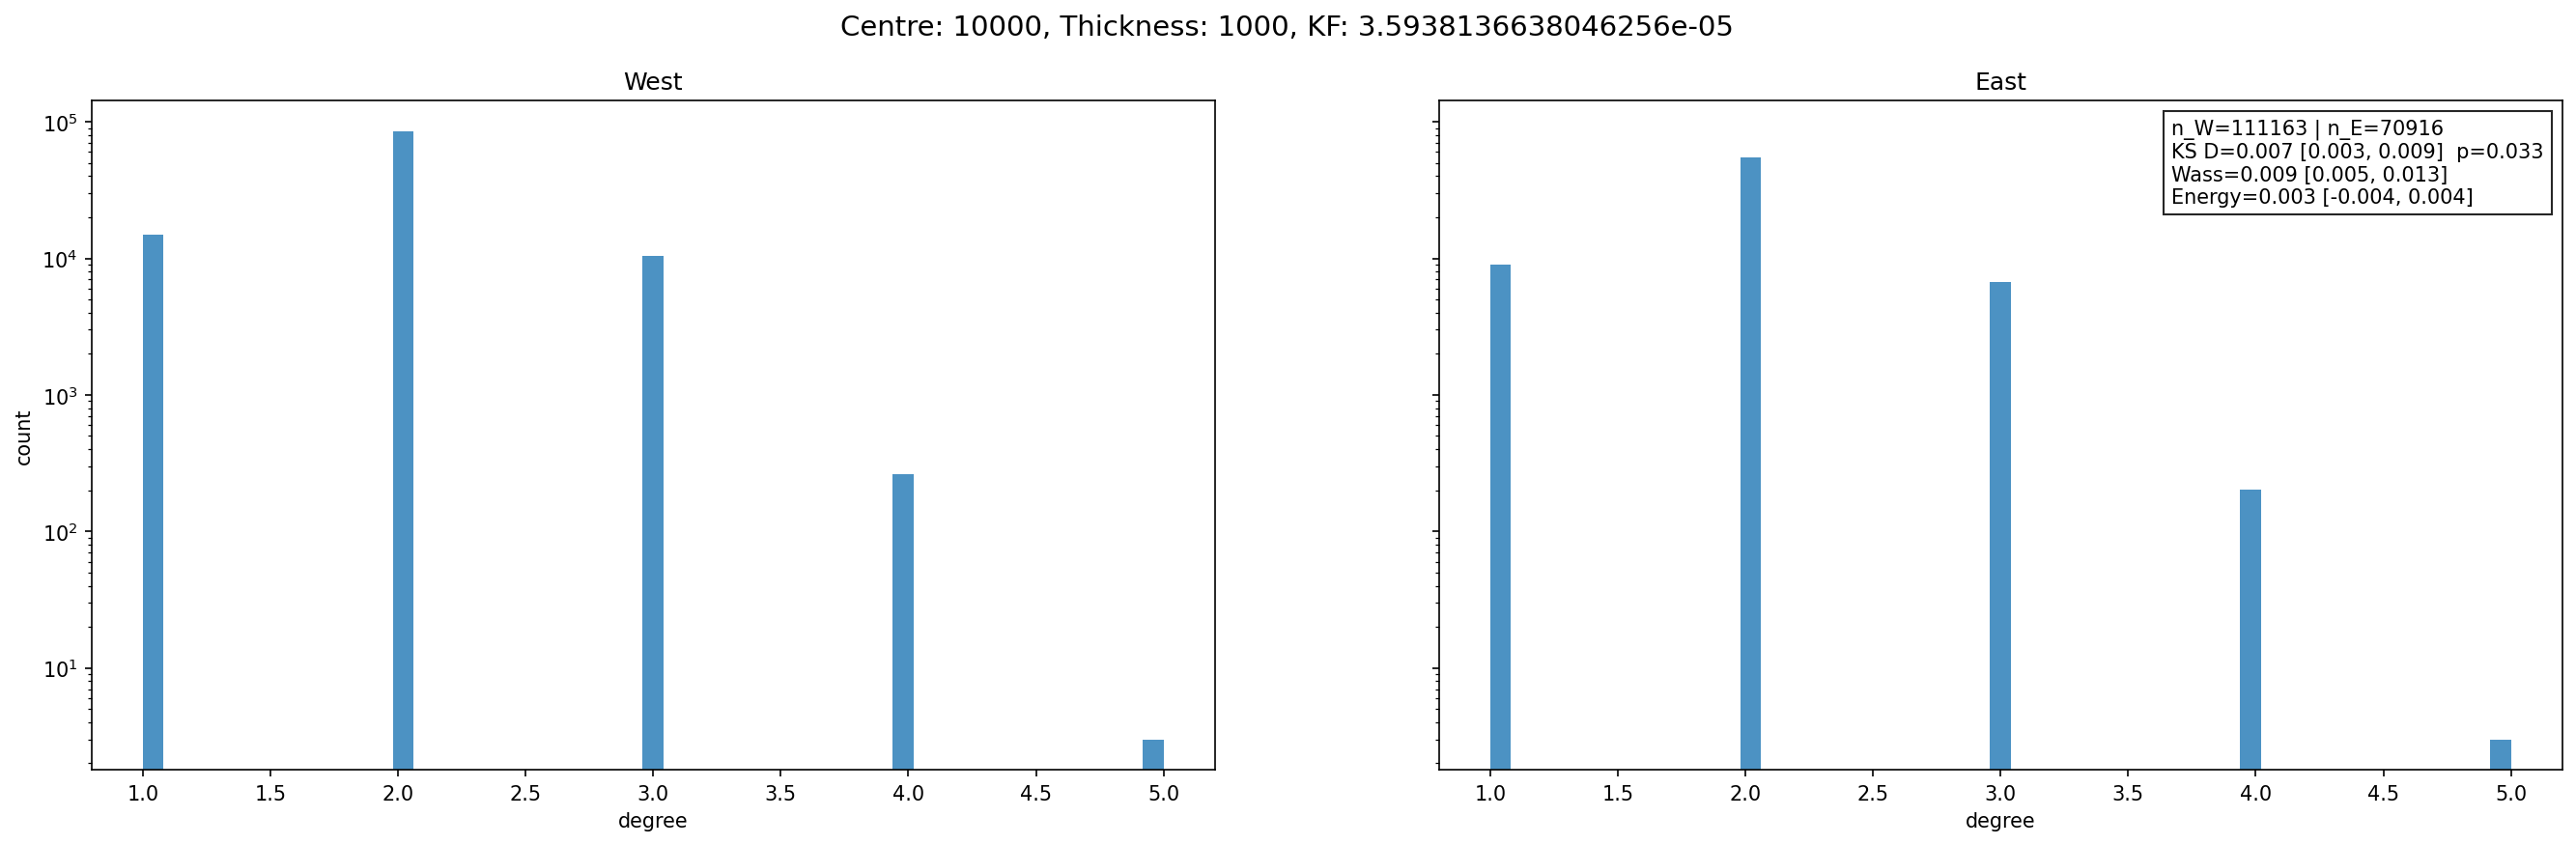 Centre: 10000, Thickness: 1000, KF: 3.5938136638046256e-05
West
10⁵
10⁴
10³
10²
10¹
count
1.0 1.5 2.0 2.5 3.0 3.5 4.0 4.5 5.0
degree
East
n_W=111163 | n_E=70916
KS D=0.007 [0.003, 0.009]  p=0.033
Wass=0.009 [0.005, 0.013]
Energy=0.003 [-0.004, 0.004]
1.0 1.5 2.0 2.5 3.0 3.5 4.0 4.5 5.0
degree